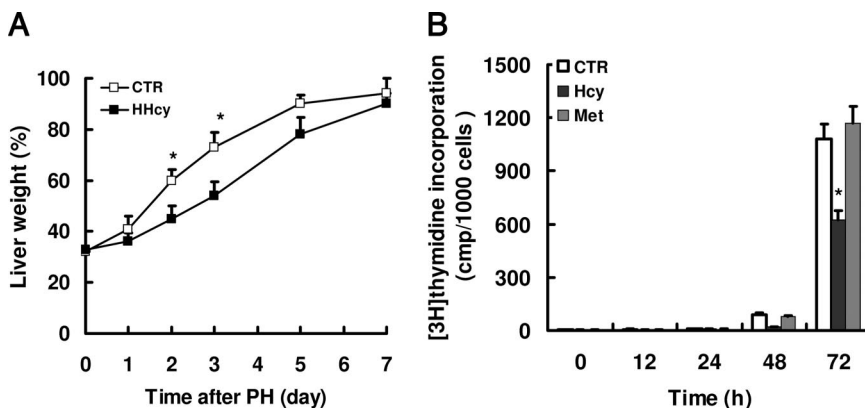 A
Liver weight (%)
100
80
60
40
20
0
CTR
HHcy
*
*
0 1 2 3 4 5 6 7
Time after PH (day)
B
[3H]thymidine incorporation
(cmp/1000 cells)
1500
1200
900
600
300
0
CTR
Hcy
Met
*
0 12 24 48 72
Time (h)